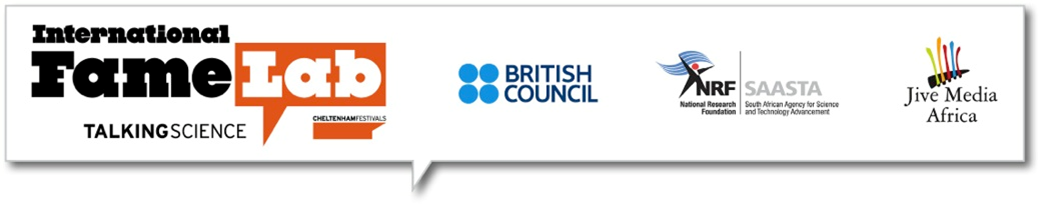 International
Fame Lab
TALKINGSCIENCE
CHELTENHAMFESTIVALS
BRITISH
COUNCIL
NRF
National Research
Foundation
SAASTA
South African Agency for Science
and Technology Advancement
Jive Media
Africa